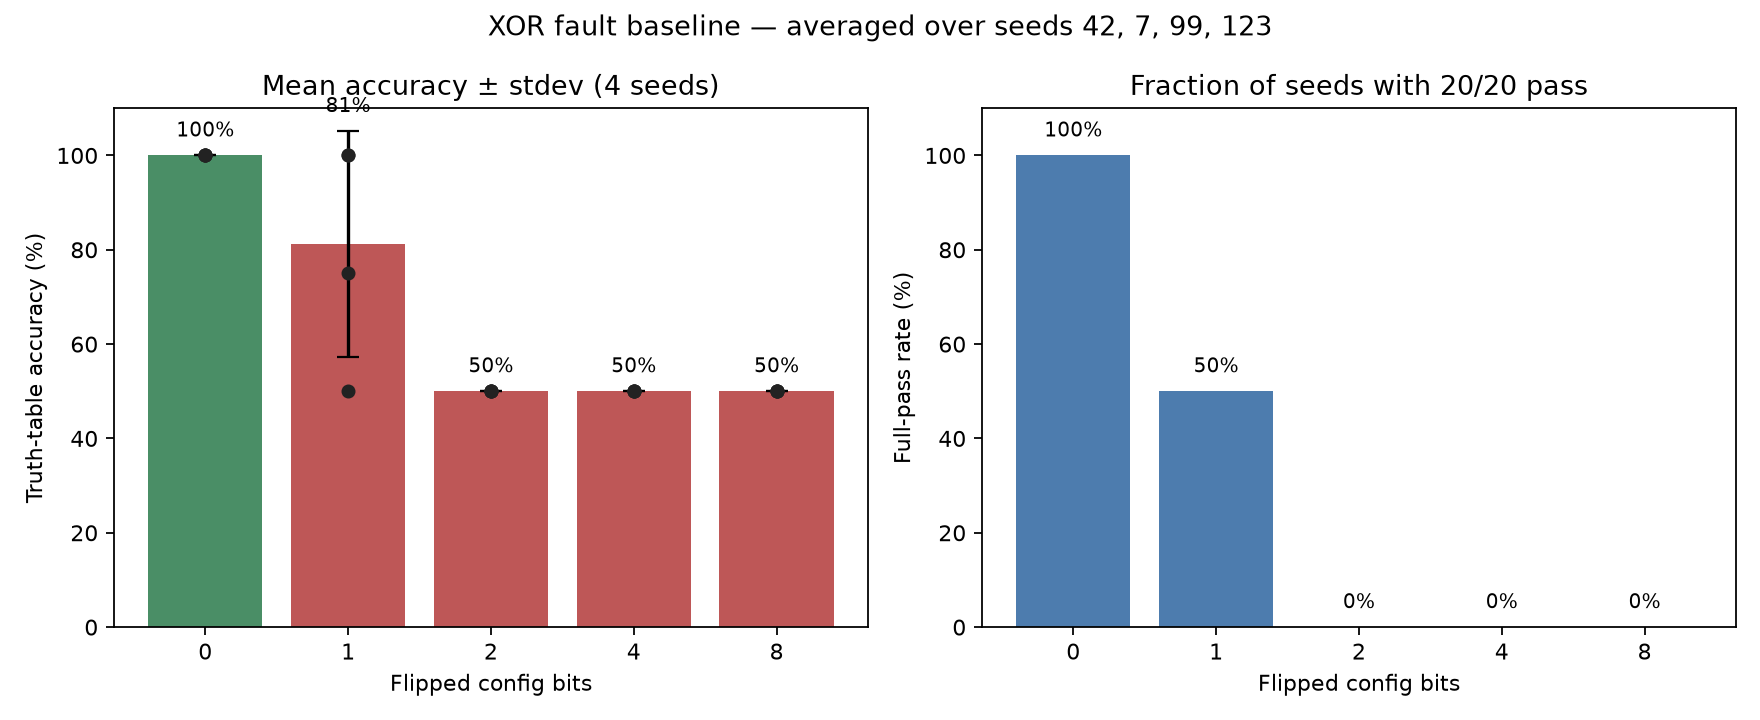 XOR fault baseline — averaged over seeds 42, 7, 99, 123
Mean accuracy ± stdev (4 seeds)
81%
100%
50%
50%
50%
100
80
60
40
20
0
Truth-table accuracy (%)
0 1 2 4 8
Flipped config bits
Fraction of seeds with 20/20 pass
100%
50%
0%
0%
0%
100
80
60
40
20
0
Full-pass rate (%)
0 1 2 4 8
Flipped config bits